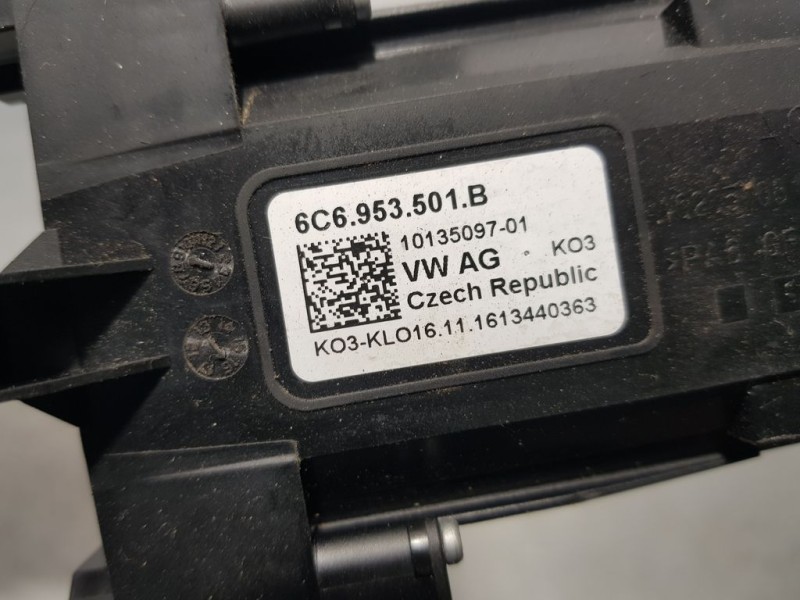 6C6.953.501.B
10135097-01
VW AG KO3
Czech Republic
KO3-KLO16.11.1613440363